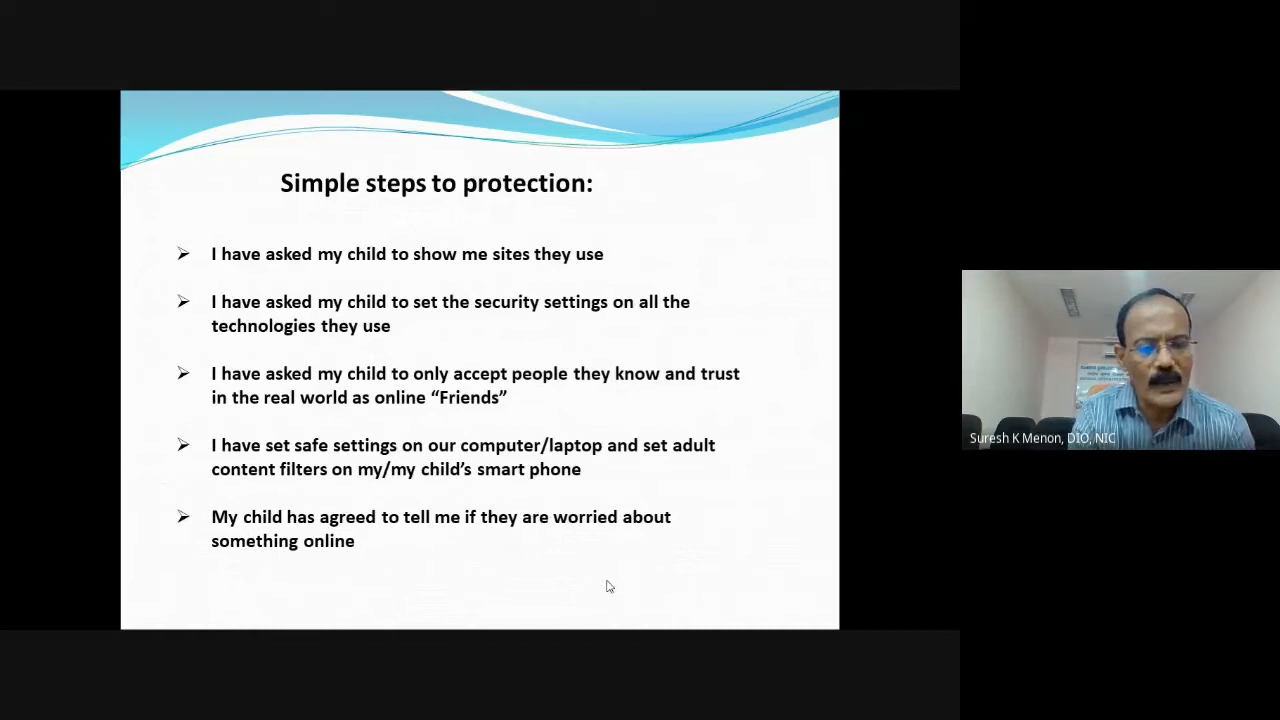 Simple steps to protection:
I have asked my child to show me sites they use
I have asked my child to set the security settings on all the
technologies they use
I have asked my child to only accept people they know and trust
in the real world as online “Friends”
I have set safe settings on our computer/laptop and set adult
content filters on my/my child’s smart phone
My child has agreed to tell me if they are worried about
something online
Suresh K Menon, DIO, NIC